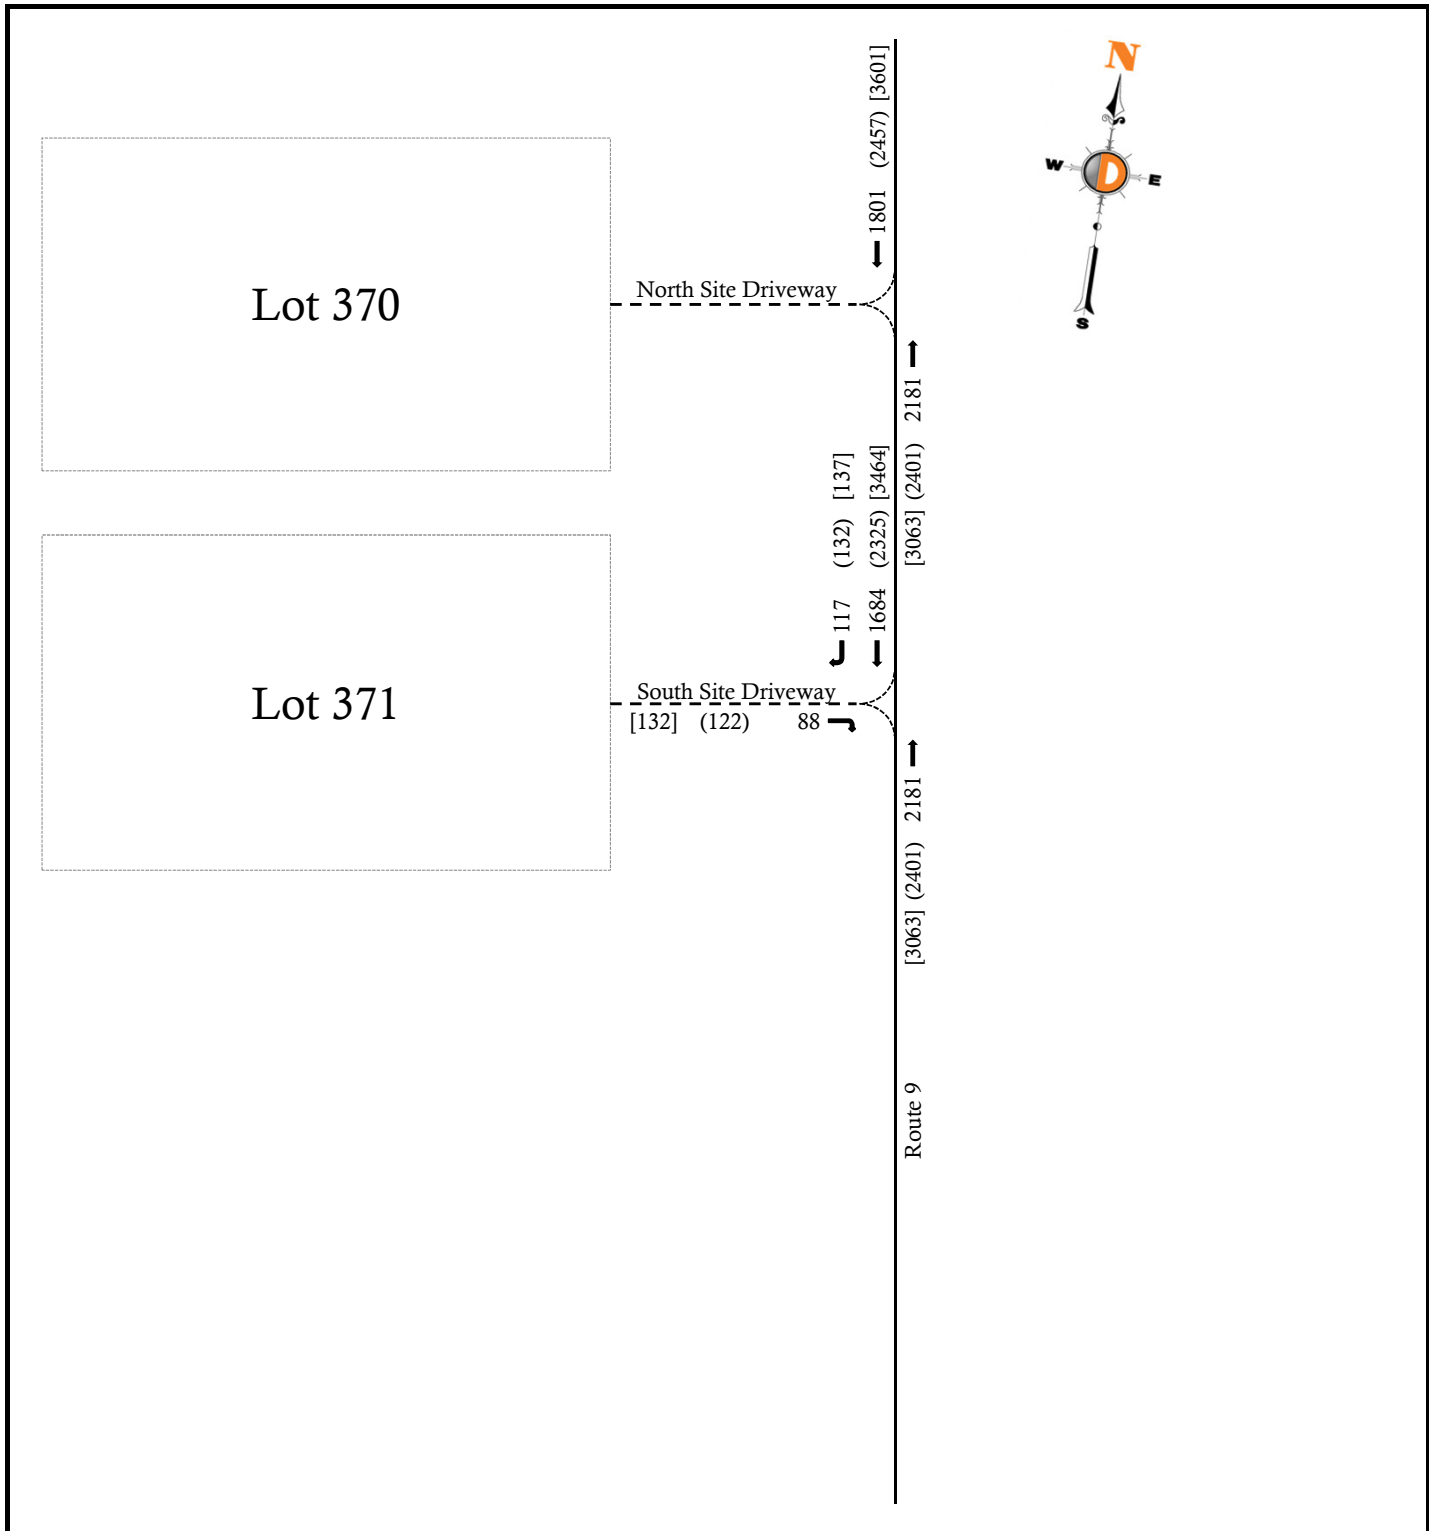 N
W
E
S
D
1801 (2457) [3601]
Lot 370
North Site Driveway
[3063] (2401) 2181
117 (132) [137]
1684 (2325) [3464]
Lot 371
South Site Driveway
[132] (122) 88
[3063] (2401) 2181
Route 9